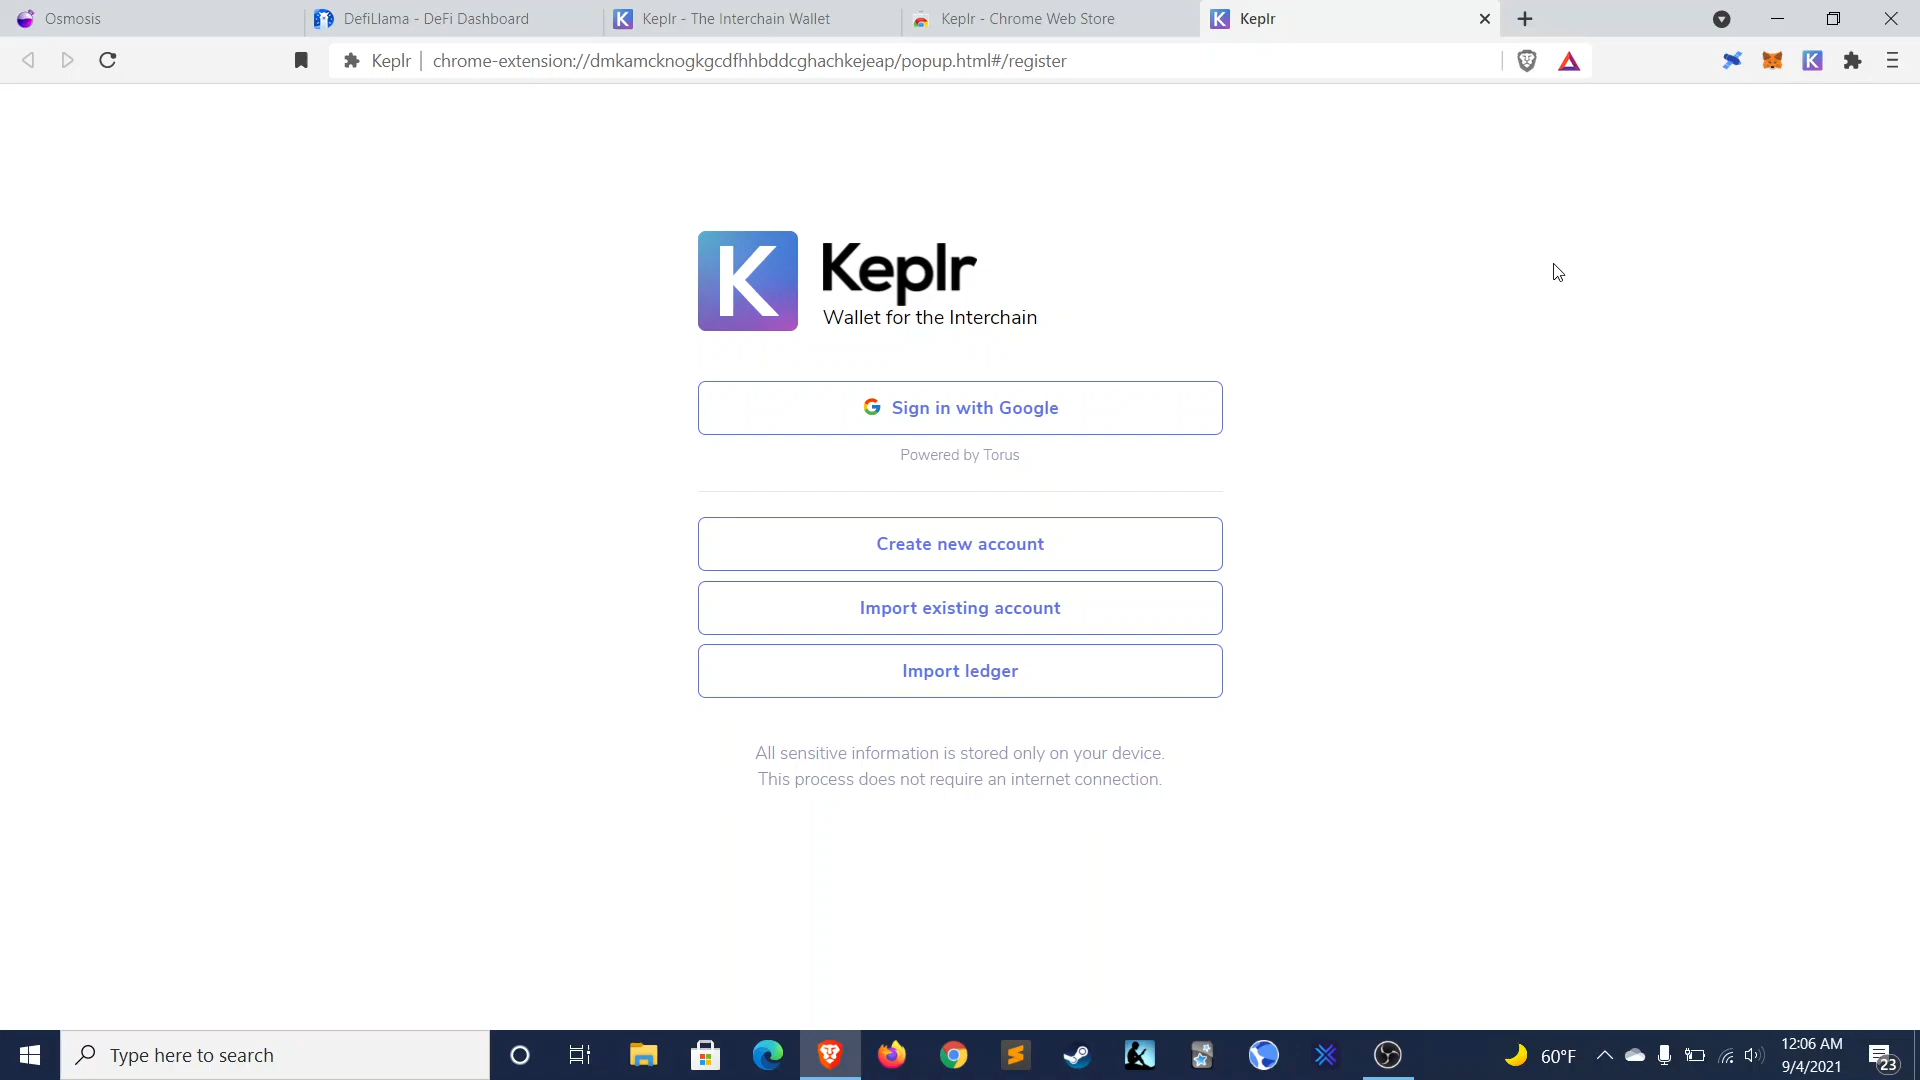 Osmosis
DefiLlama - DeFi Dashboard
Keplr - The Interchain Wallet
Keplr - Chrome Web Store
Keplr
Keplr
chrome-extension://dmkamcknogkgcdfhhbddcghachkejeap/popup.html#/register
K
Keplr
Wallet for the Interchain
Sign in with Google
Powered by Torus
Create new account
Import existing account
Import ledger
All sensitive information is stored only on your device.
This process does not require an internet connection.
Type here to search
60°F
12:06 AM
9/4/2021
23